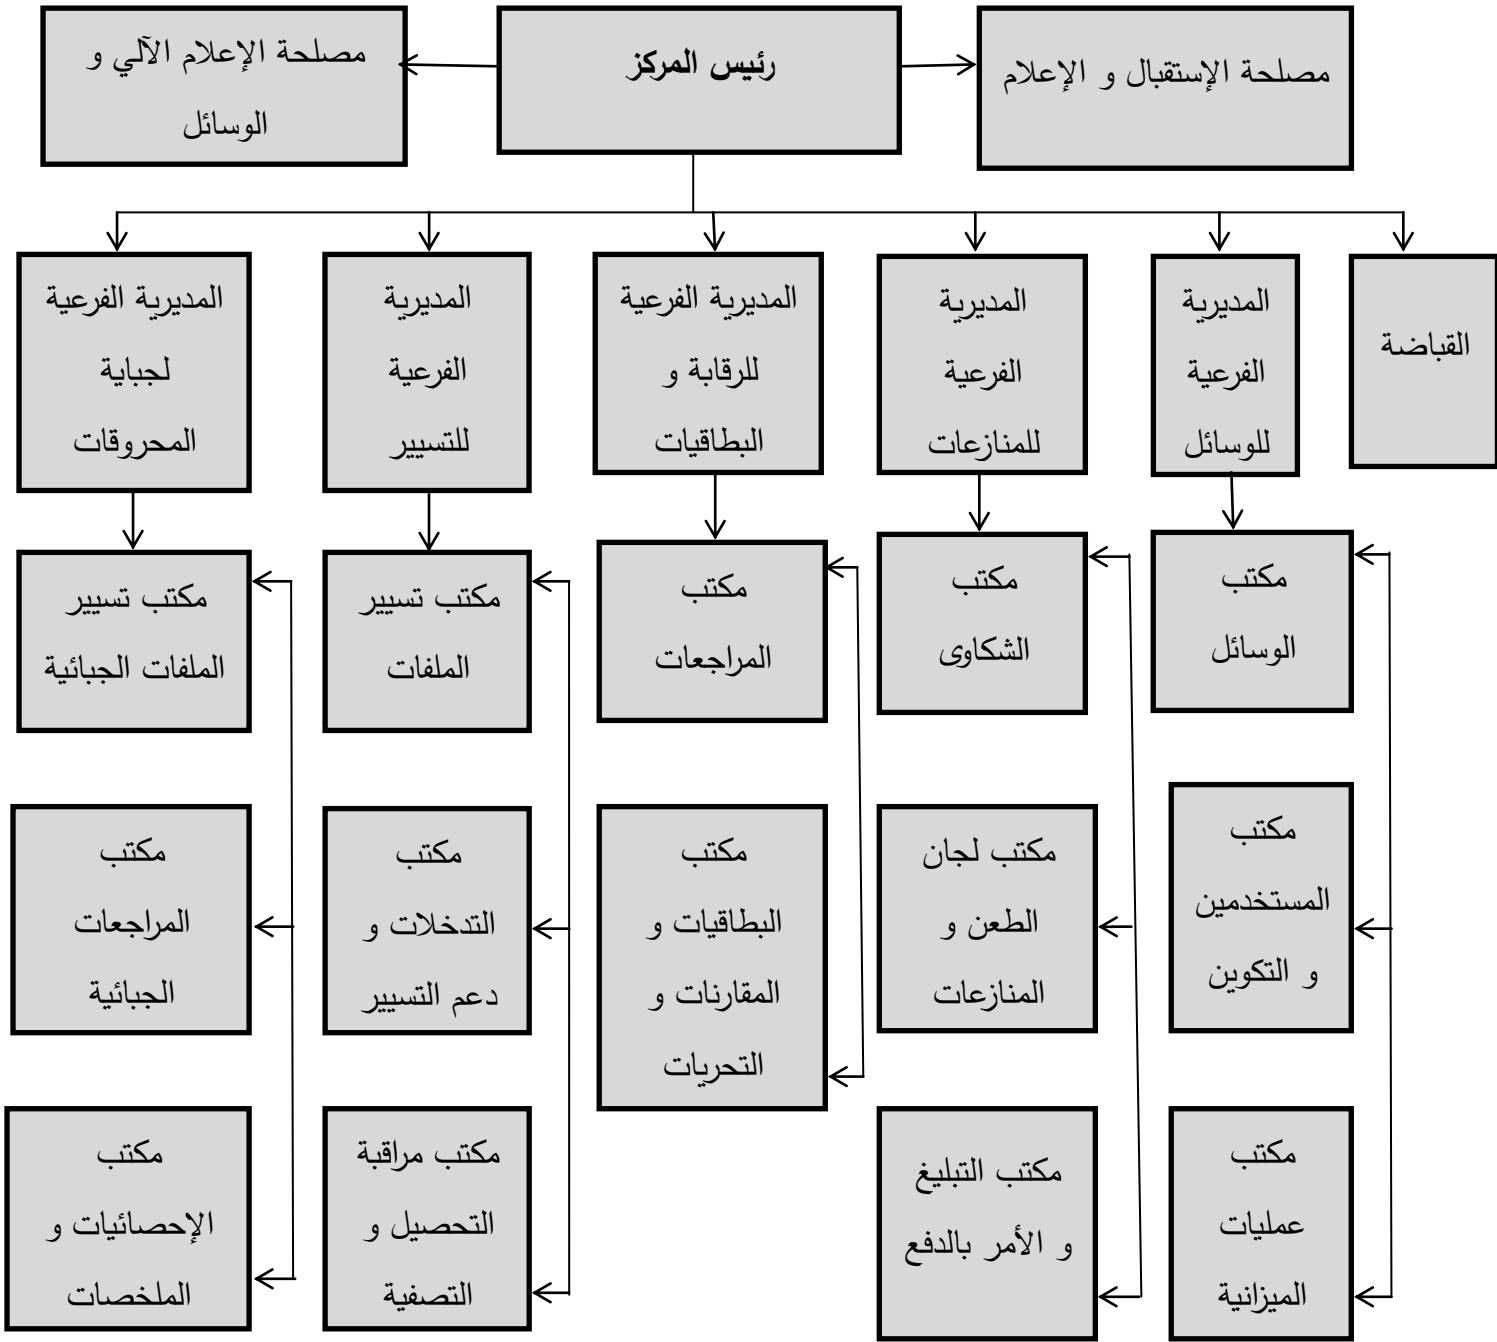 مصلحة الإستقبال و الإعلام
رئيس المركز
مصلحة الإعلام الآلي و
الوسائل
القباضة
المديرية
الفرعية
للوسائل
المديرية
الفرعية
للمنازعات
المديرية الفرعية
للرقابة و
البطاقيات
المديرية
الفرعية
للتسيير
المديرية الفرعية
لجباية
المحروقات
مكتب
الوسائل
مكتب
الشكاوى
مكتب
المراجعات
مكتب تسيير
الملفات
مكتب تسيير
الملفات الجبائية
مكتب
المستخدمين
و التكوين
مكتب لجان
الطعن و
المنازعات
مكتب
البطاقيات و
المقارنات و
التحريات
مكتب
التدخلات و
دعم التسيير
مكتب
المراجعات
الجبائية
مكتب
عمليات
الميزانية
مكتب التبليغ
و الأمر بالدفع
مكتب مراقبة
التحصيل و
التصفية
مكتب
الإحصائيات و
الملخصات